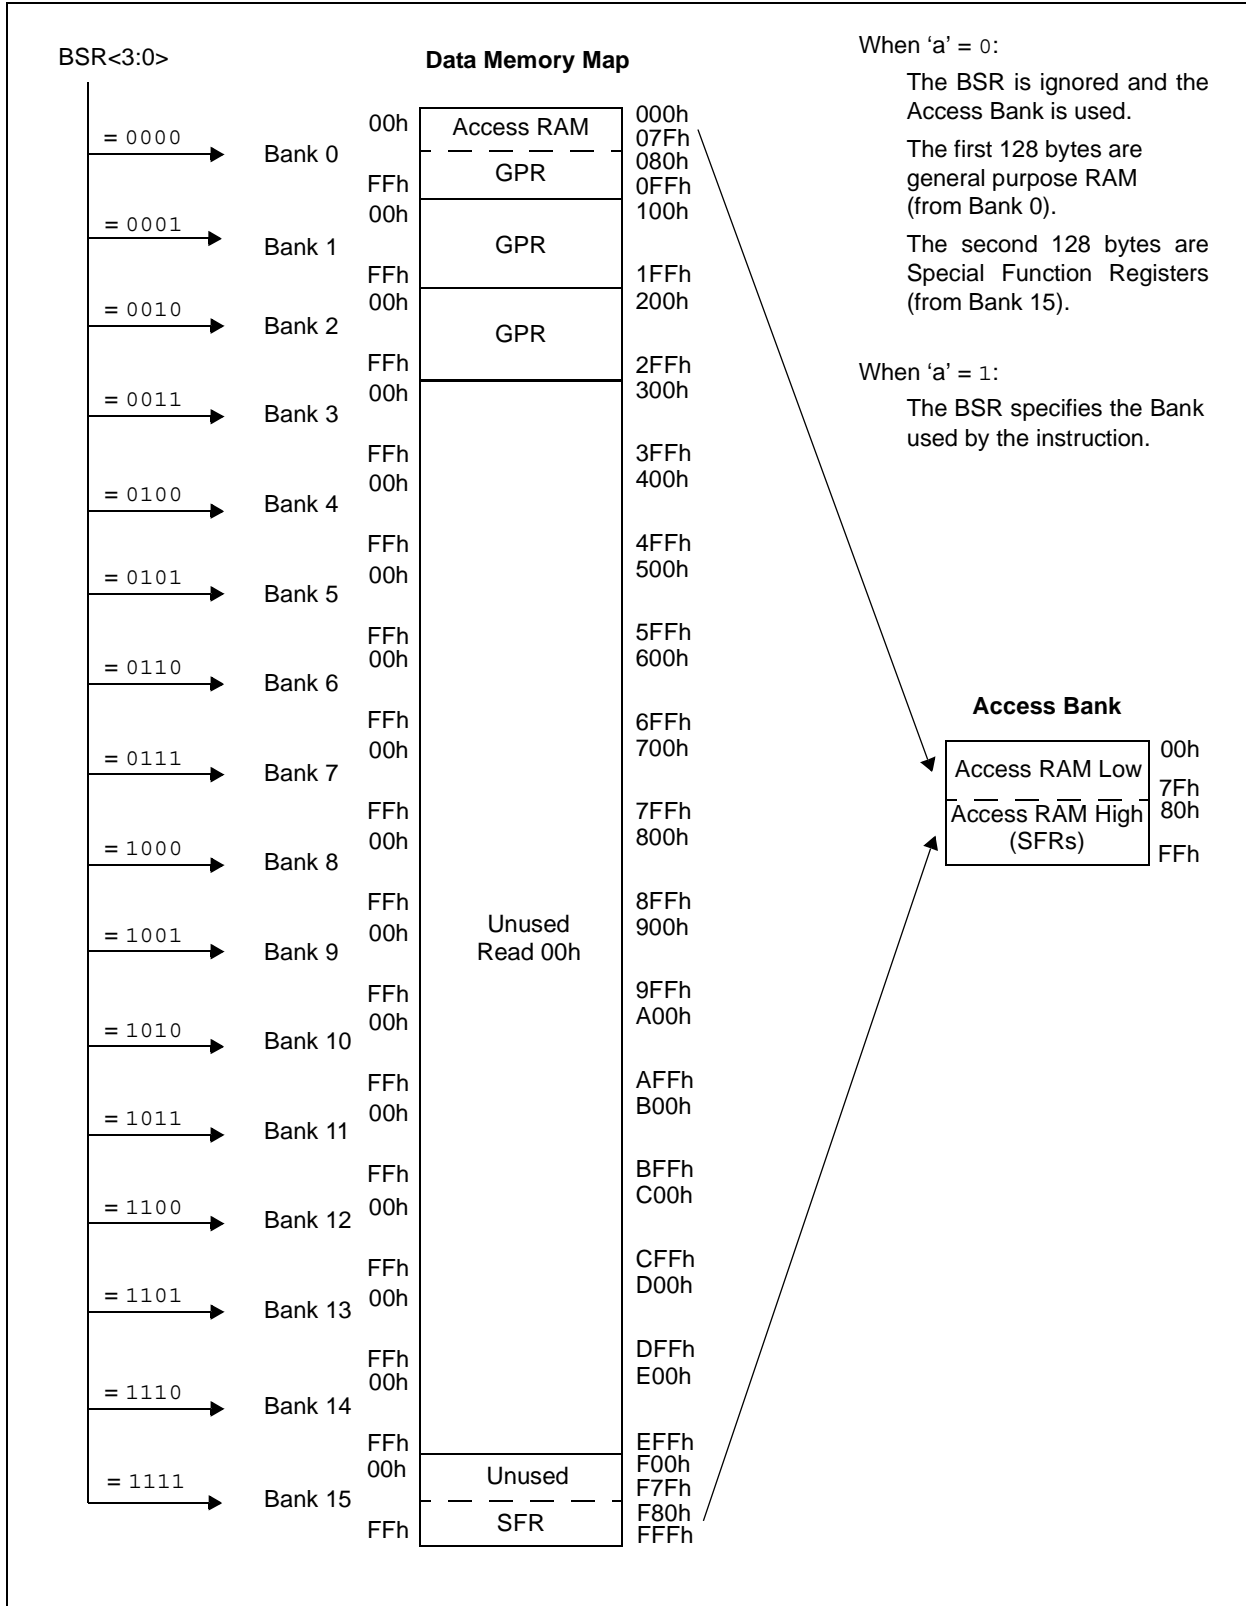 BSR<3:0>
Data Memory Map
= 0000
Bank 0
00h
Access RAM
000h
07Fh
GPR
080h
FFh
0FFh
= 0001
Bank 1
00h
GPR
100h
FFh
1FFh
= 0010
Bank 2
00h
GPR
200h
FFh
2FFh
= 0011
Bank 3
00h
300h
FFh
3FFh
= 0100
Bank 4
00h
400h
FFh
4FFh
= 0101
Bank 5
00h
500h
FFh
5FFh
= 0110
Bank 6
00h
600h
FFh
6FFh
= 0111
Bank 7
00h
700h
FFh
7FFh
= 1000
Bank 8
00h
800h
FFh
8FFh
= 1001
Bank 9
00h
Unused
Read 00h
900h
FFh
9FFh
= 1010
Bank 10
00h
A00h
FFh
AFFh
= 1011
Bank 11
00h
B00h
FFh
BFFh
= 1100
Bank 12
00h
C00h
FFh
CFFh
= 1101
Bank 13
00h
D00h
FFh
DFFh
= 1110
Bank 14
00h
E00h
FFh
EFFh
= 1111
Bank 15
00h
Unused
F00h
F7Fh
SFR
F80h
FFh
FFFh
When ‘a’ = 0:
The BSR is ignored and the
Access Bank is used.
The first 128 bytes are
general purpose RAM
(from Bank 0).
The second 128 bytes are
Special Function Registers
(from Bank 15).
When ‘a’ = 1:
The BSR specifies the Bank
used by the instruction.
Access Bank
Access RAM Low
00h
7Fh
Access RAM High
(SFRs)
80h
FFh